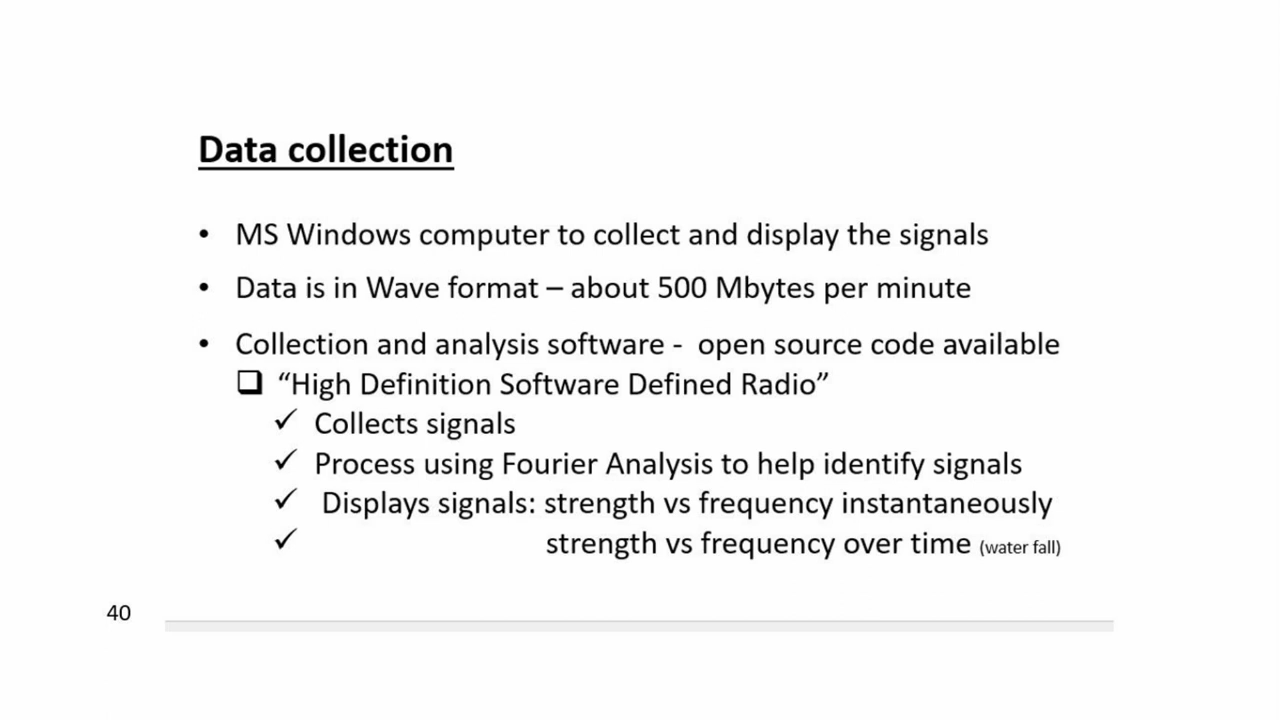 Data collection
• MS Windows computer to collect and display the signals
• Data is in Wave format – about 500 Mbytes per minute
• Collection and analysis software - open source code available
❑ “High Definition Software Defined Radio”
✓ Collects signals
✓ Process using Fourier Analysis to help identify signals
✓ Displays signals: strength vs frequency instantaneously
✓ strength vs frequency over time (water fall)
40